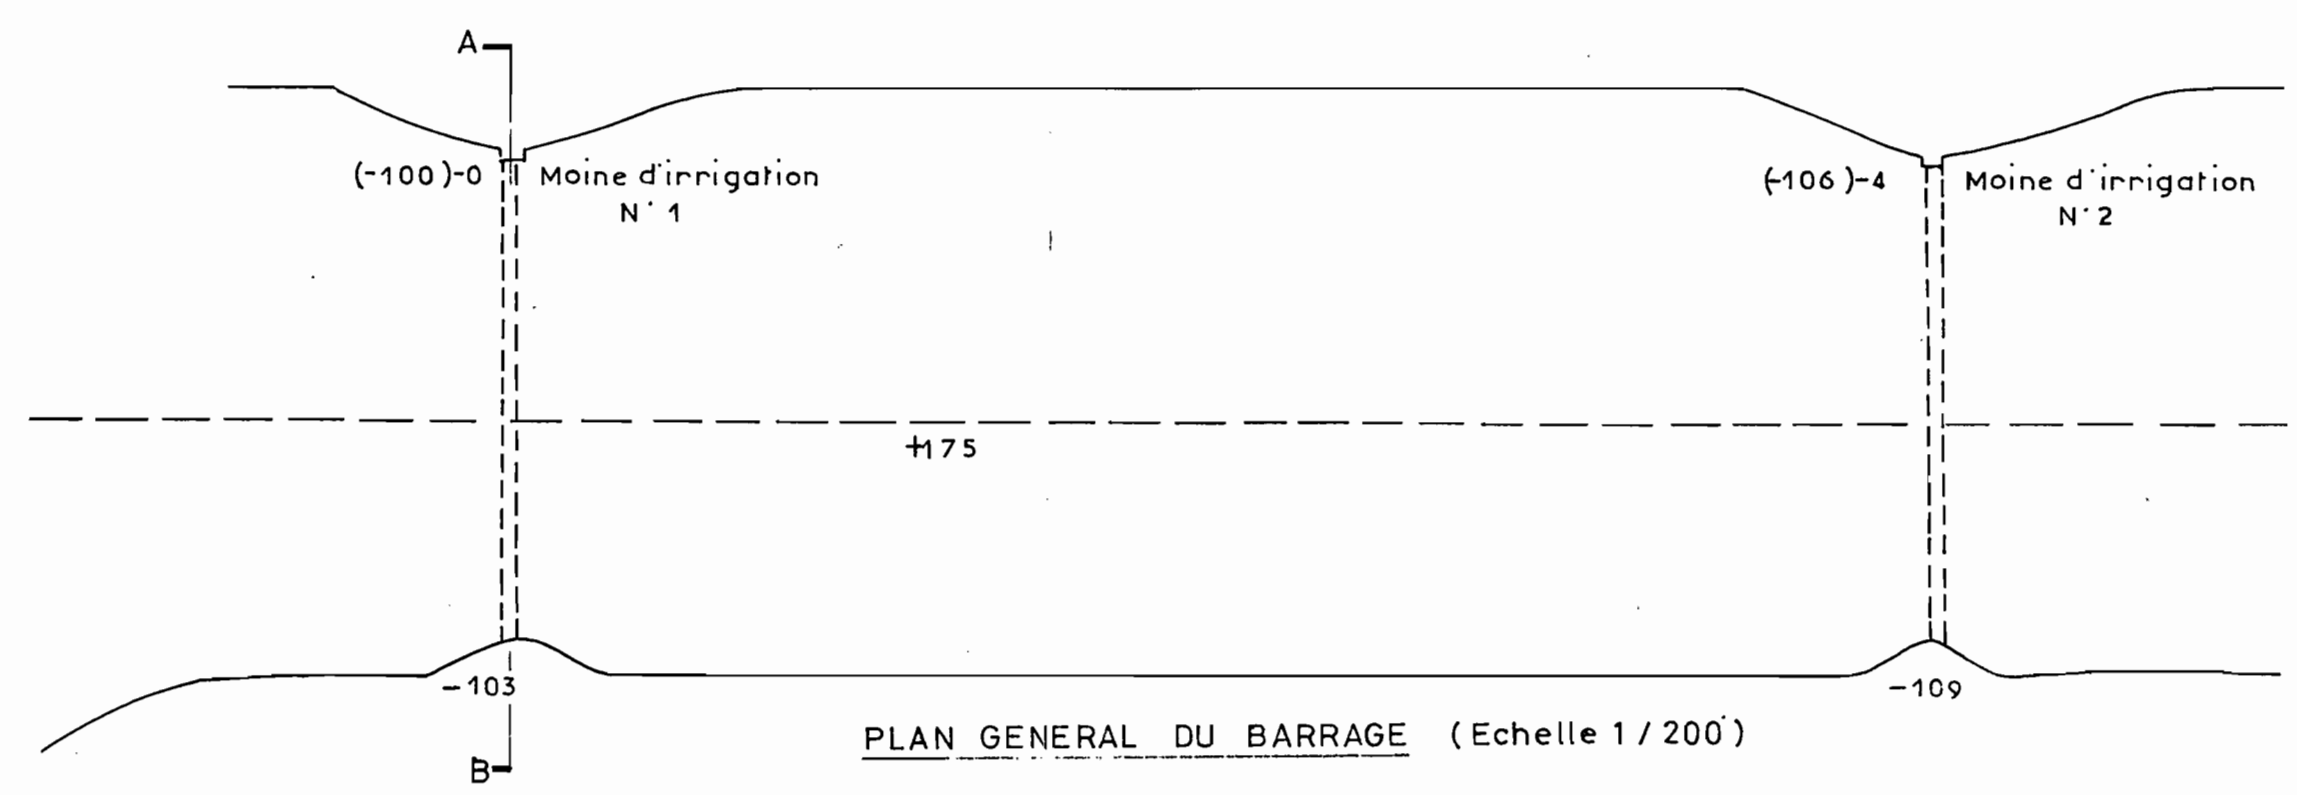 A
(-100)-0 Moine d'irrigation
N° 1
(-106)-4 Moine d'irrigation
N° 2
+175
-103
-109
PLAN GENERAL DU BARRAGE (Echelle 1/200°)
B